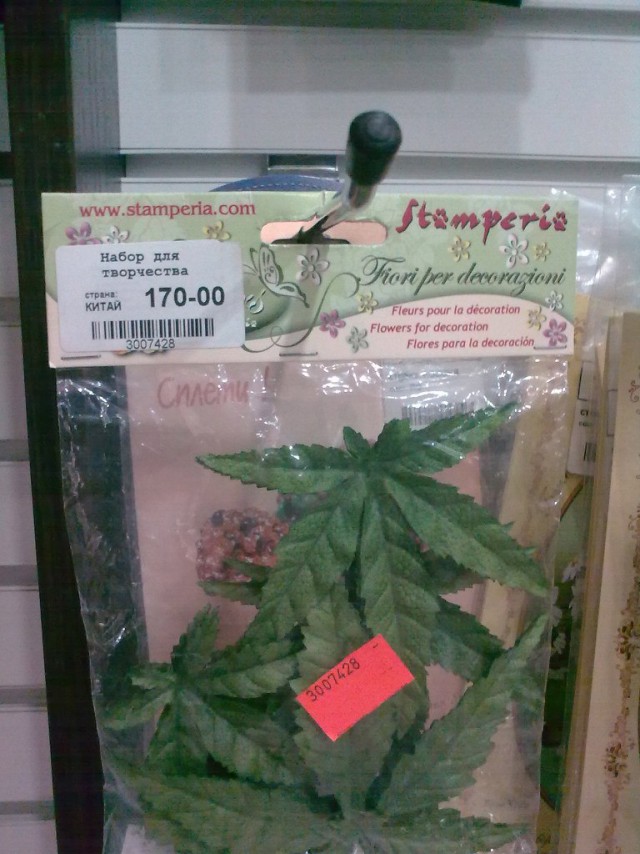 www.stamperia.com
Stamperia
Набор для
творчества
страна:
КИТАЙ
170-00
3007428
Fiori per decorazioni
Fleurs pour la décoration
Flowers for decoration
Flores para la decoración
Сплети!
3007428